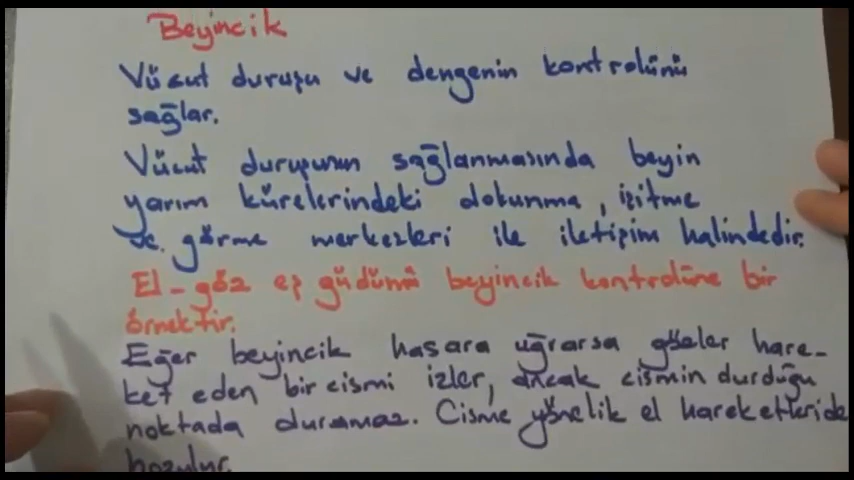 Beyincik
Vücut duruşu ve dengenin kontrolünü
sağlar.
Vücut duruşunun sağlanmasında beyin
yarım kürelerindeki dokunma, işitme
ve görme merkezleri ile iletişim halindedir.
El-göz eş güdümü beyincik kontrolüne bir
örnektir.
Eğer beyincik hasara uğrarsa gözler hare-
ket eden bir cismi izler, ancak cismin durduğu
noktada duramaz. Cisme yönelik el hareketleride
bozulur.